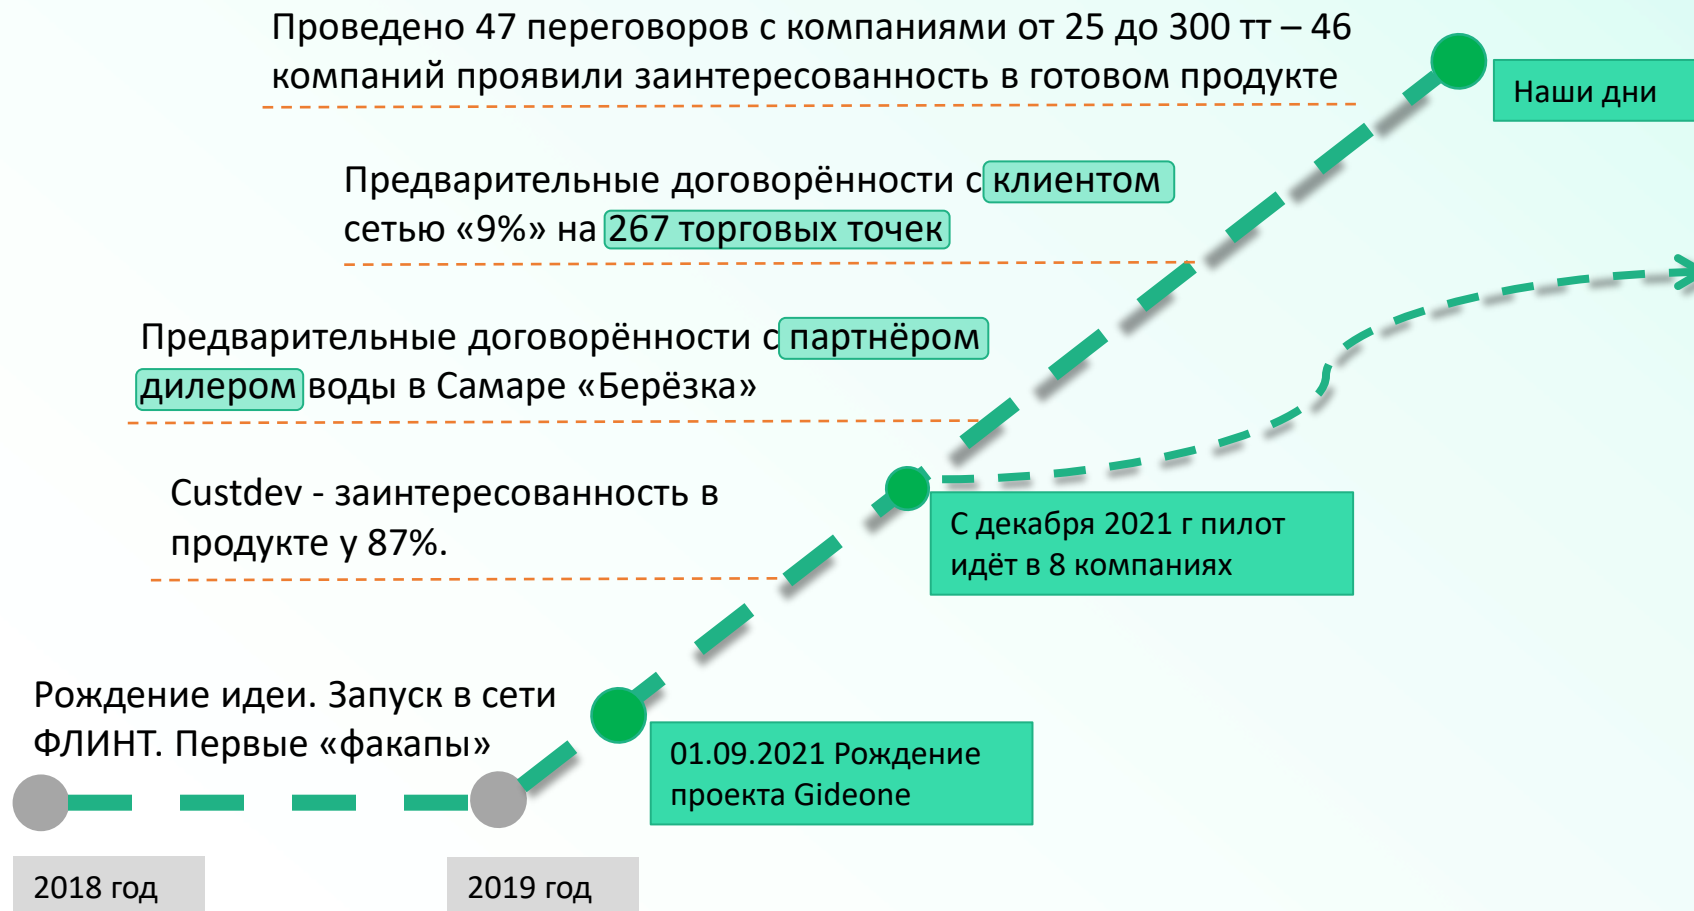 Проведено 47 переговоров с компаниями от 25 до 300 тт – 46
компаний проявили заинтересованность в готовом продукте
Наши дни
Предварительные договорённости с клиентом
сетью «9%» на 267 торговых точек
Предварительные договорённости с партнёром
дилером воды в Самаре «Берёзка»
Custdev - заинтересованность в
продукте у 87%.
С декабря 2021 г пилот
идёт в 8 компаниях
Рождение идеи. Запуск в сети
ФЛИНТ. Первые «факапы»
01.09.2021 Рождение
проекта Gideone
2018 год
2019 год